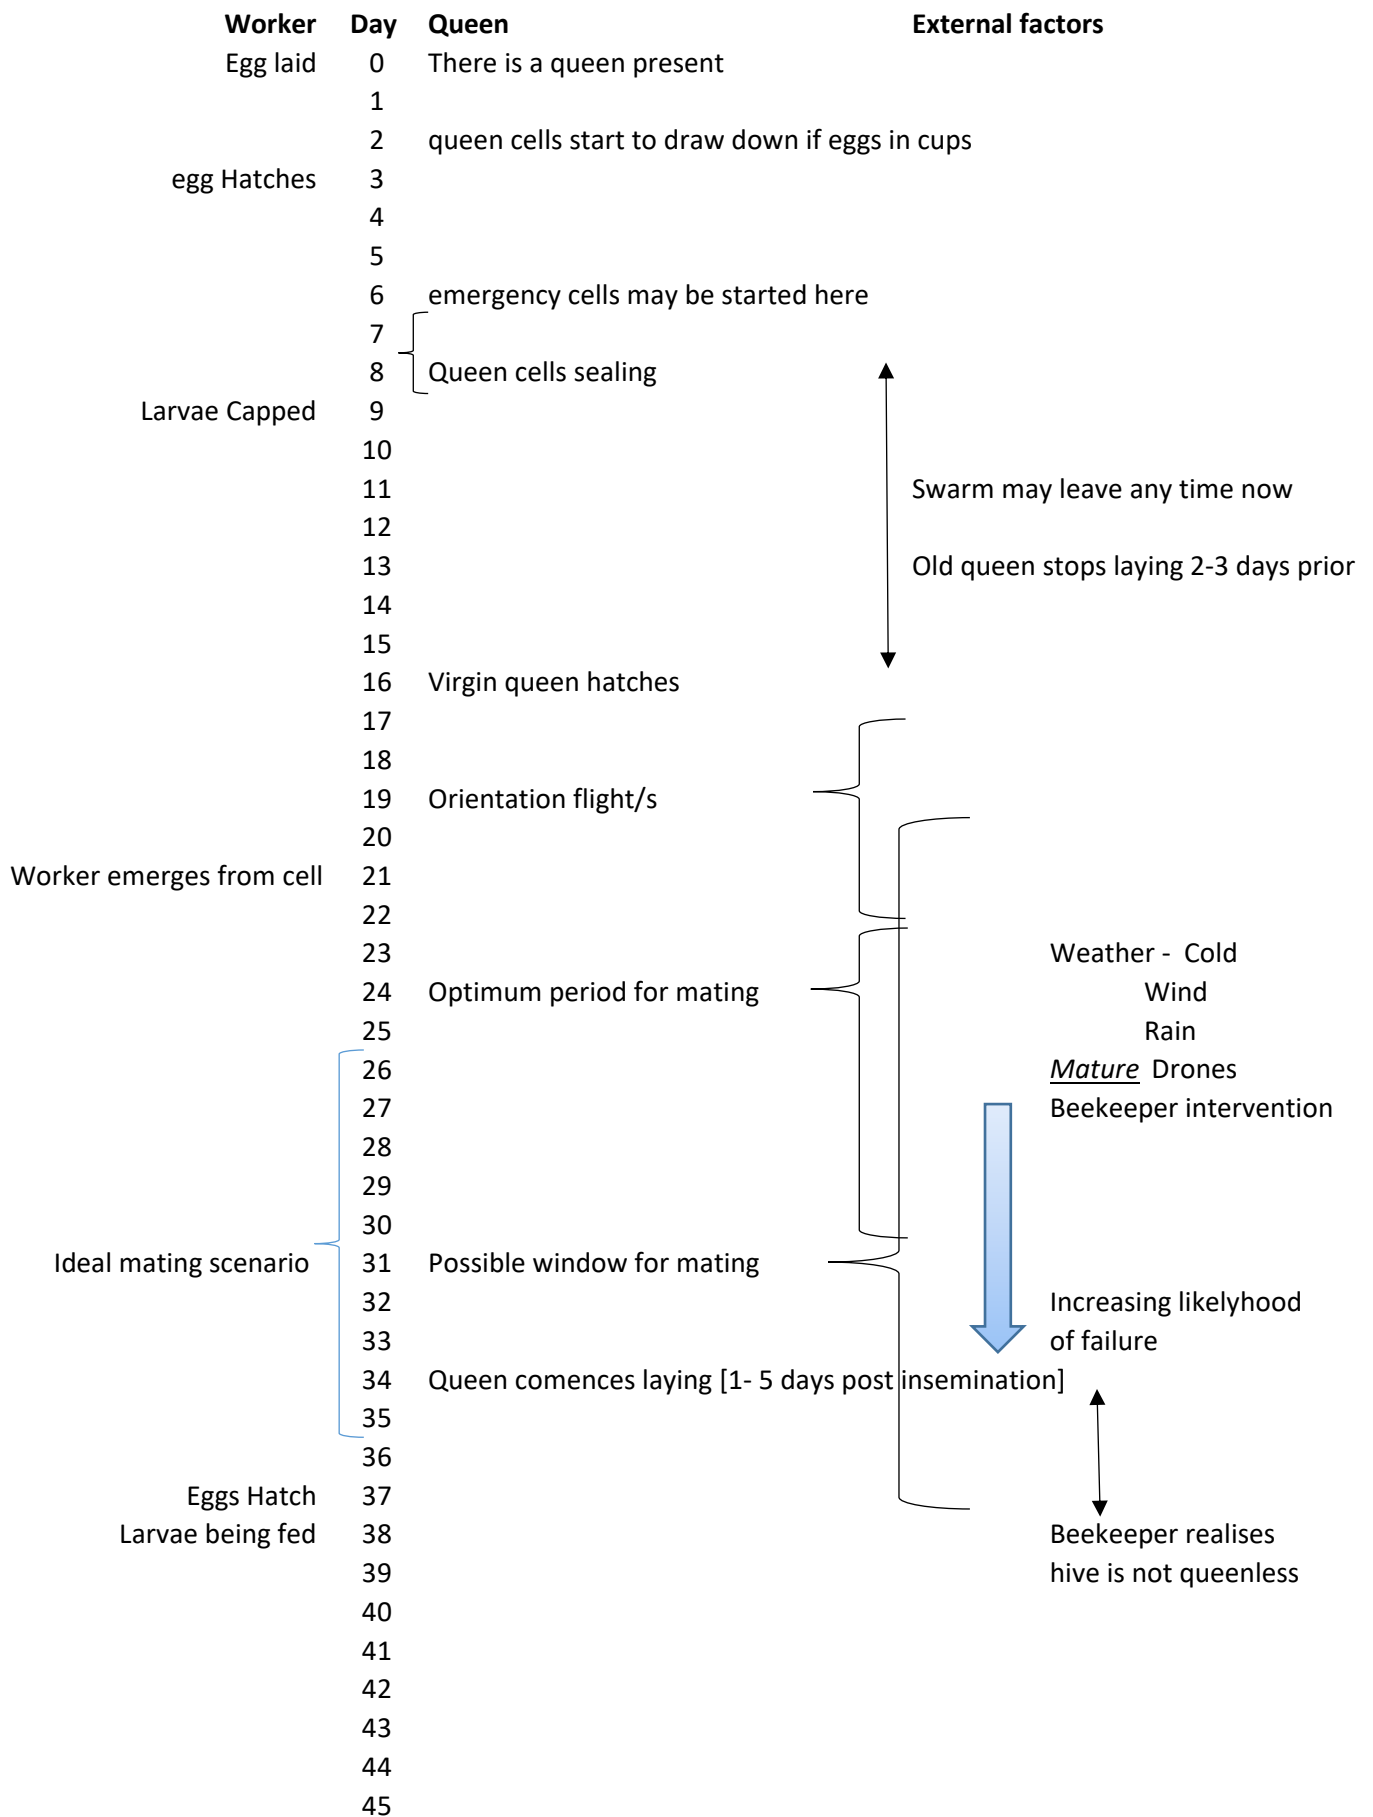 Worker Day Queen External factors
Egg laid 0 There is a queen present
1
2 queen cells start to draw down if eggs in cups
egg Hatches 3
4
5
6 emergency cells may be started here
7
8 Queen cells sealing
Larvae Capped 9
10
11 Swarm may leave any time now
12
13 Old queen stops laying 2-3 days prior
14
15
16 Virgin queen hatches
17
18
19 Orientation flight/s
20
Worker emerges from cell 21
22
23 Weather - Cold
24 Optimum period for mating Wind
25 Rain
26 Mature Drones
27 Beekeeper intervention
28
29
30
Ideal mating scenario 31 Possible window for mating
32 Increasing likelyhood
33 of failure
34 Queen comences laying [1- 5 days post insemination]
35
36
Eggs Hatch 37
Larvae being fed 38 Beekeeper realises
39 hive is not queenless
40
41
42
43
44
45